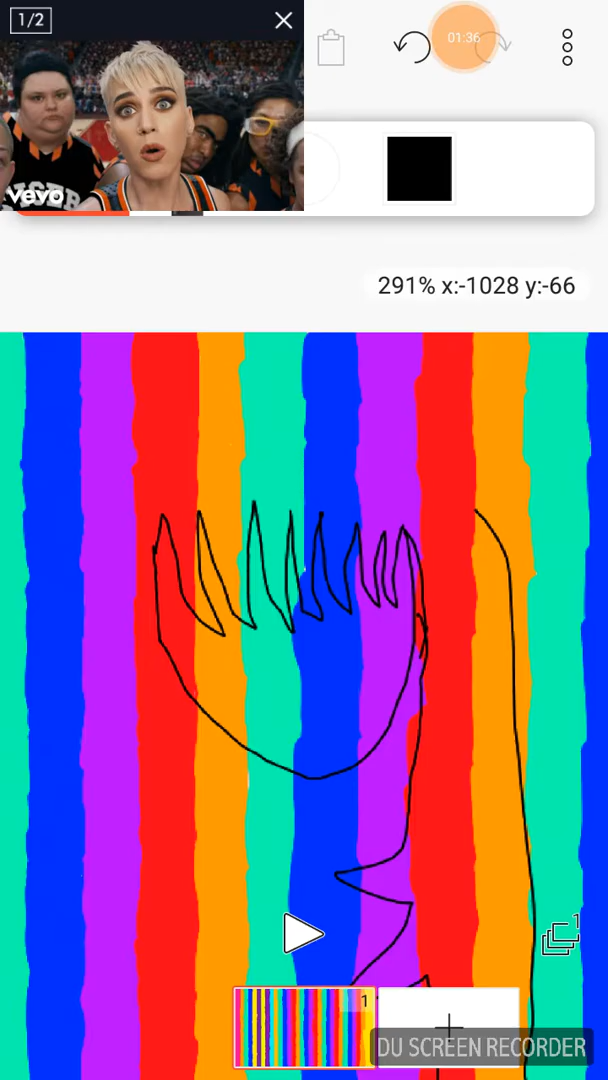 1/2
01:36
vevo
291% x:-1028 y:-66
1
1
DU SCREEN RECORDER